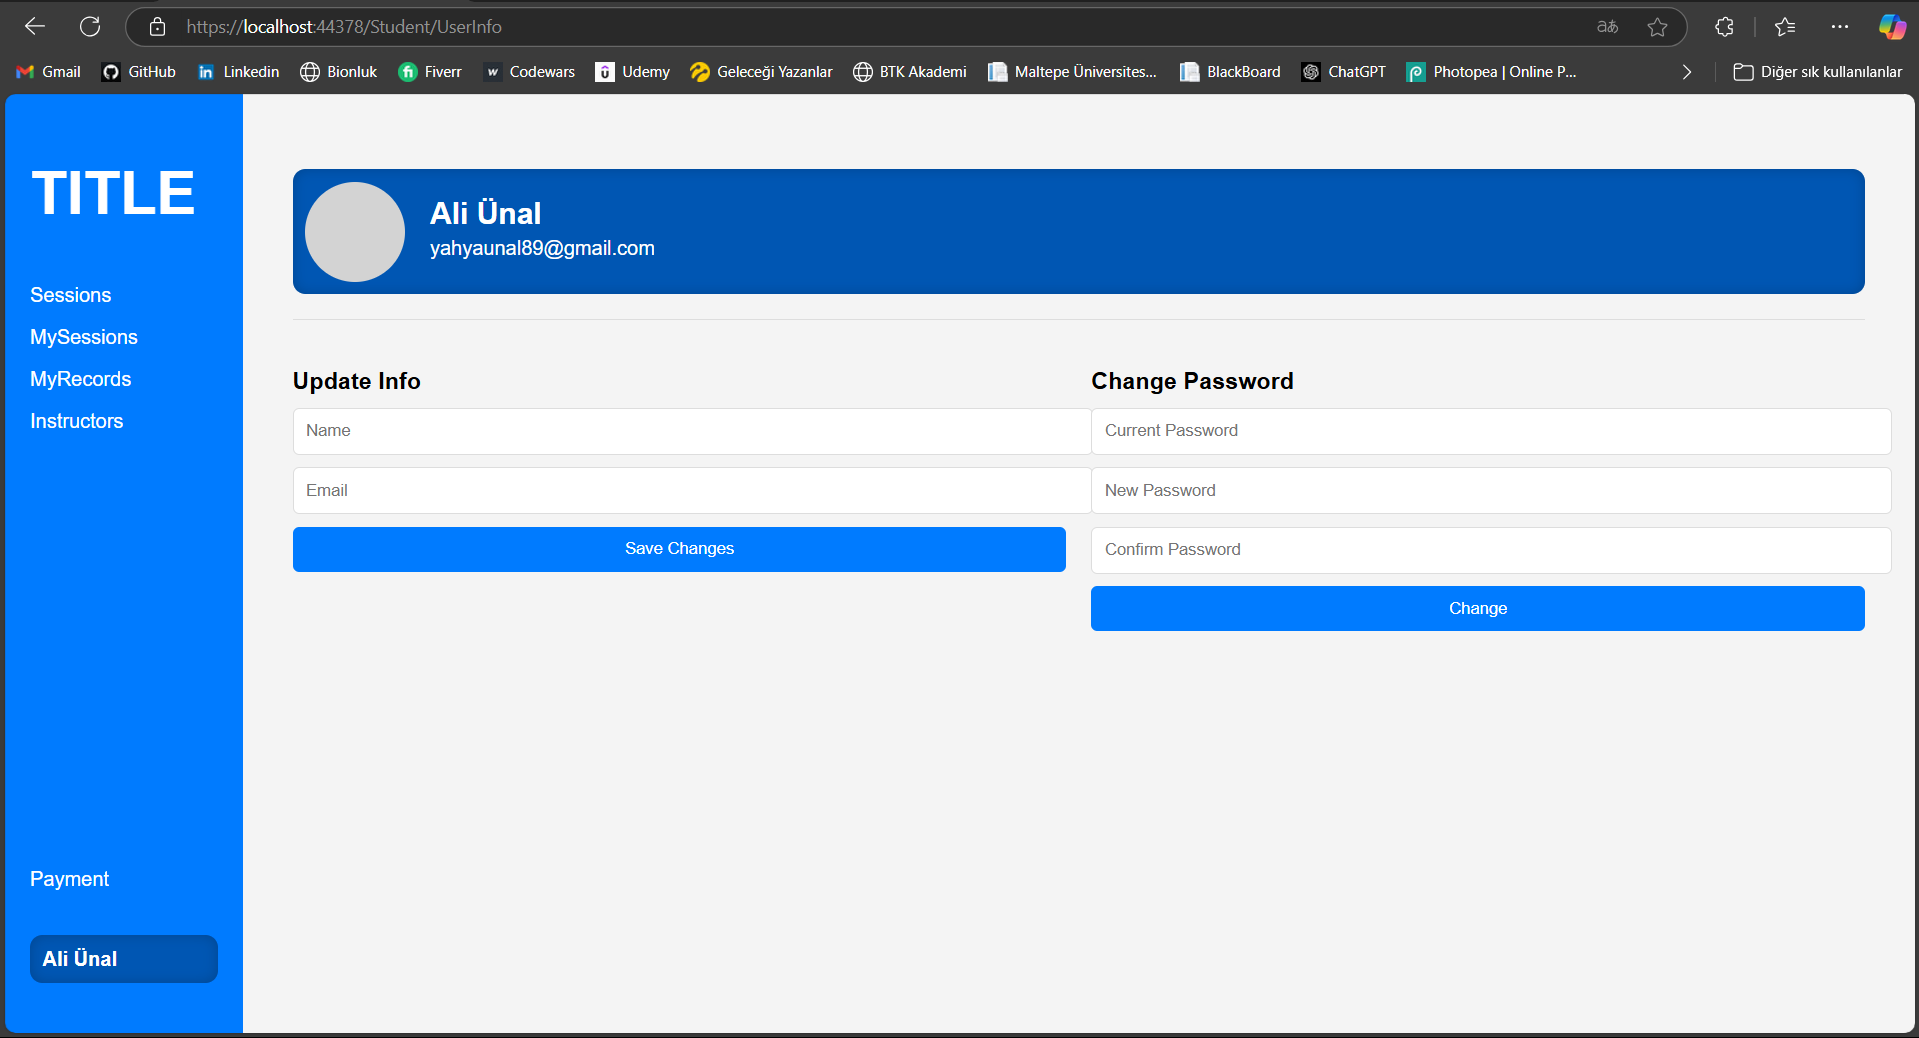 https://localhost:44378/Student/UserInfo
Gmail GitHub Linkedin Bionluk Fiverr Codewars Udemy Geleceği Yazanlar BTK Akademi Maltepe Üniversites... BlackBoard ChatGPT Photopea | Online P... Diğer sık kullanılanlar
TITLE
Sessions
MySessions
MyRecords
Instructors
Payment
Ali Ünal
Ali Ünal
yahyaunal89@gmail.com
Update Info
Name
Email
Save Changes
Change Password
Current Password
New Password
Confirm Password
Change